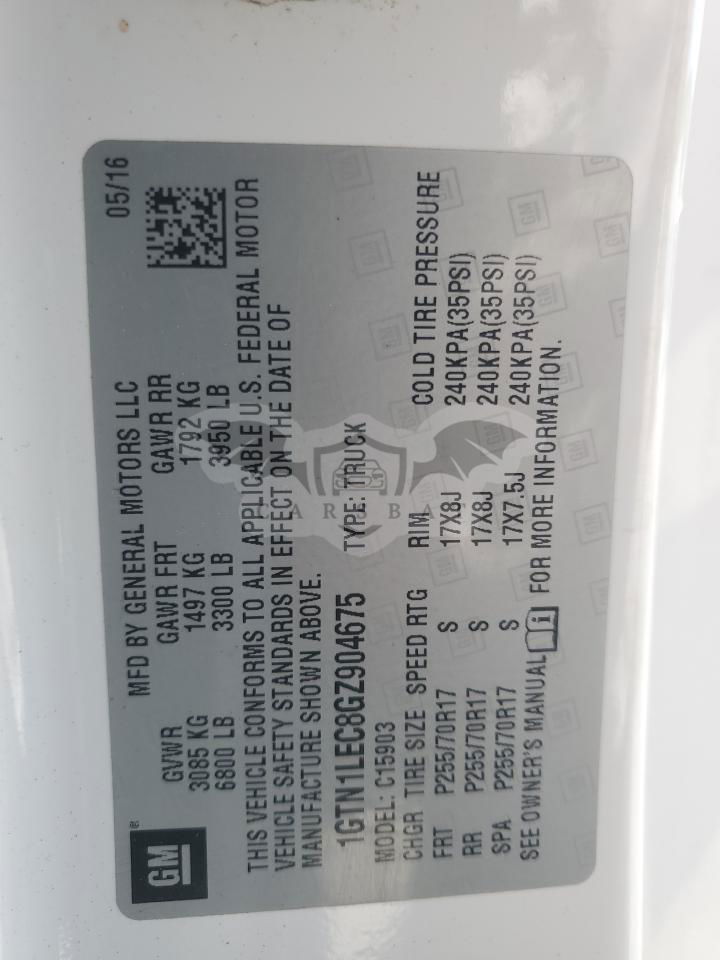 GM®
MFD BY GENERAL MOTORS LLC 05/16
GVWR GAWR FRT GAWR RR
3085 KG 1497 KG 1792 KG
6800 LB 3300 LB 3950 LB
THIS VEHICLE CONFORMS TO ALL APPLICABLE U.S. FEDERAL MOTOR
VEHICLE SAFETY STANDARDS IN EFFECT ON THE DATE OF
MANUFACTURE SHOWN ABOVE.
1GTN1LEC8GZ904675 TYPE: TRUCK
MODEL: C15903
CHGR TIRE SIZE SPEED RTG RIM COLD TIRE PRESSURE
FRT P255/70R17 S 17X8J 240KPA(35PSI)
RR P255/70R17 S 17X8J 240KPA(35PSI)
SPA P255/70R17 S 17X7.5J 240KPA(35PSI)
SEE OWNER'S MANUAL FOR MORE INFORMATION.